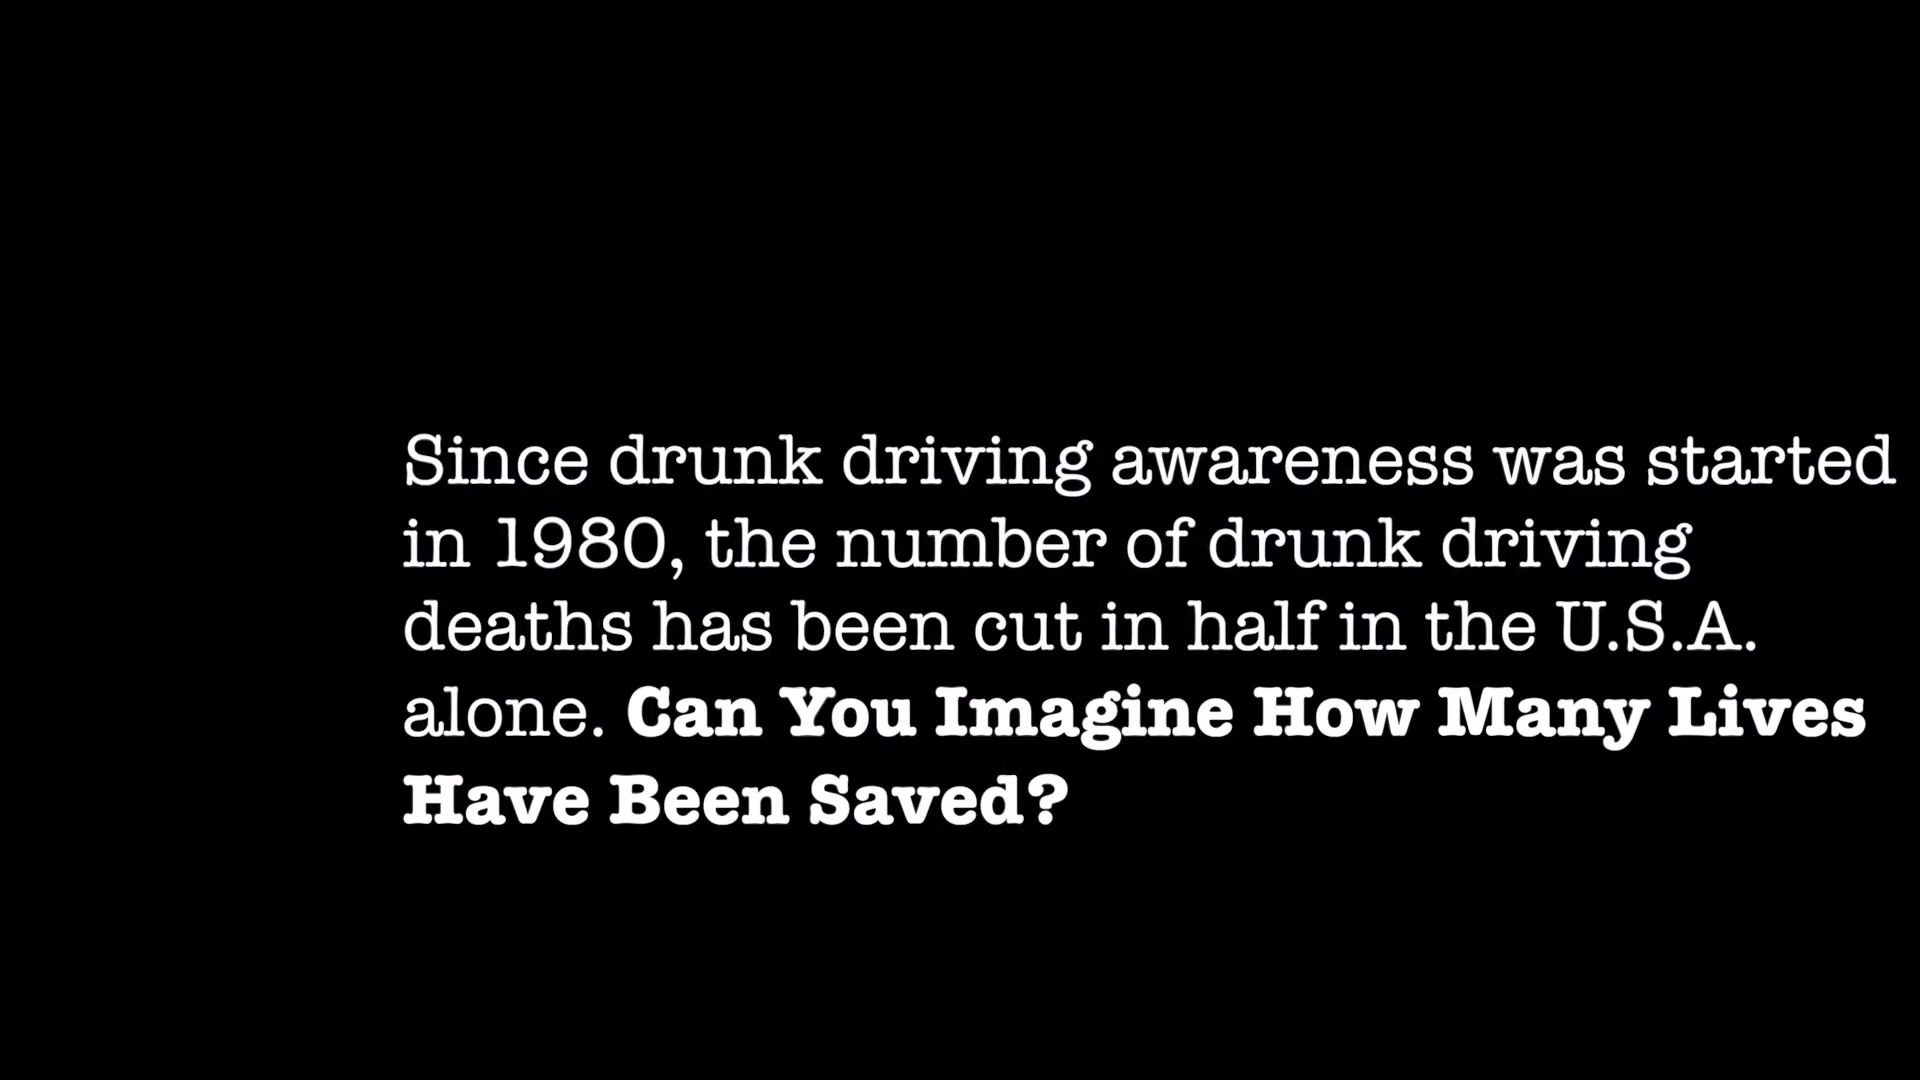 Since drunk driving awareness was started
in 1980, the number of drunk driving
deaths has been cut in half in the U.S.A.
alone. Can You Imagine How Many Lives
Have Been Saved?